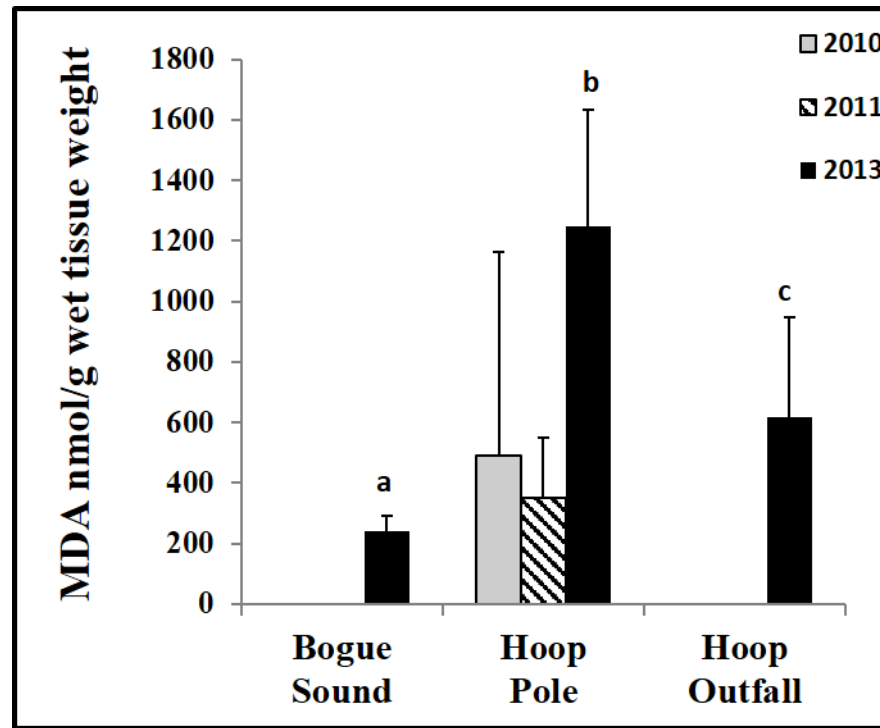 MDA nmol/g wet tissue weight
1800
1600
1400
1200
1000
800
600
400
200
0
a
b
c
2010
2011
2013
Bogue
Sound
Hoop
Pole
Hoop
Outfall